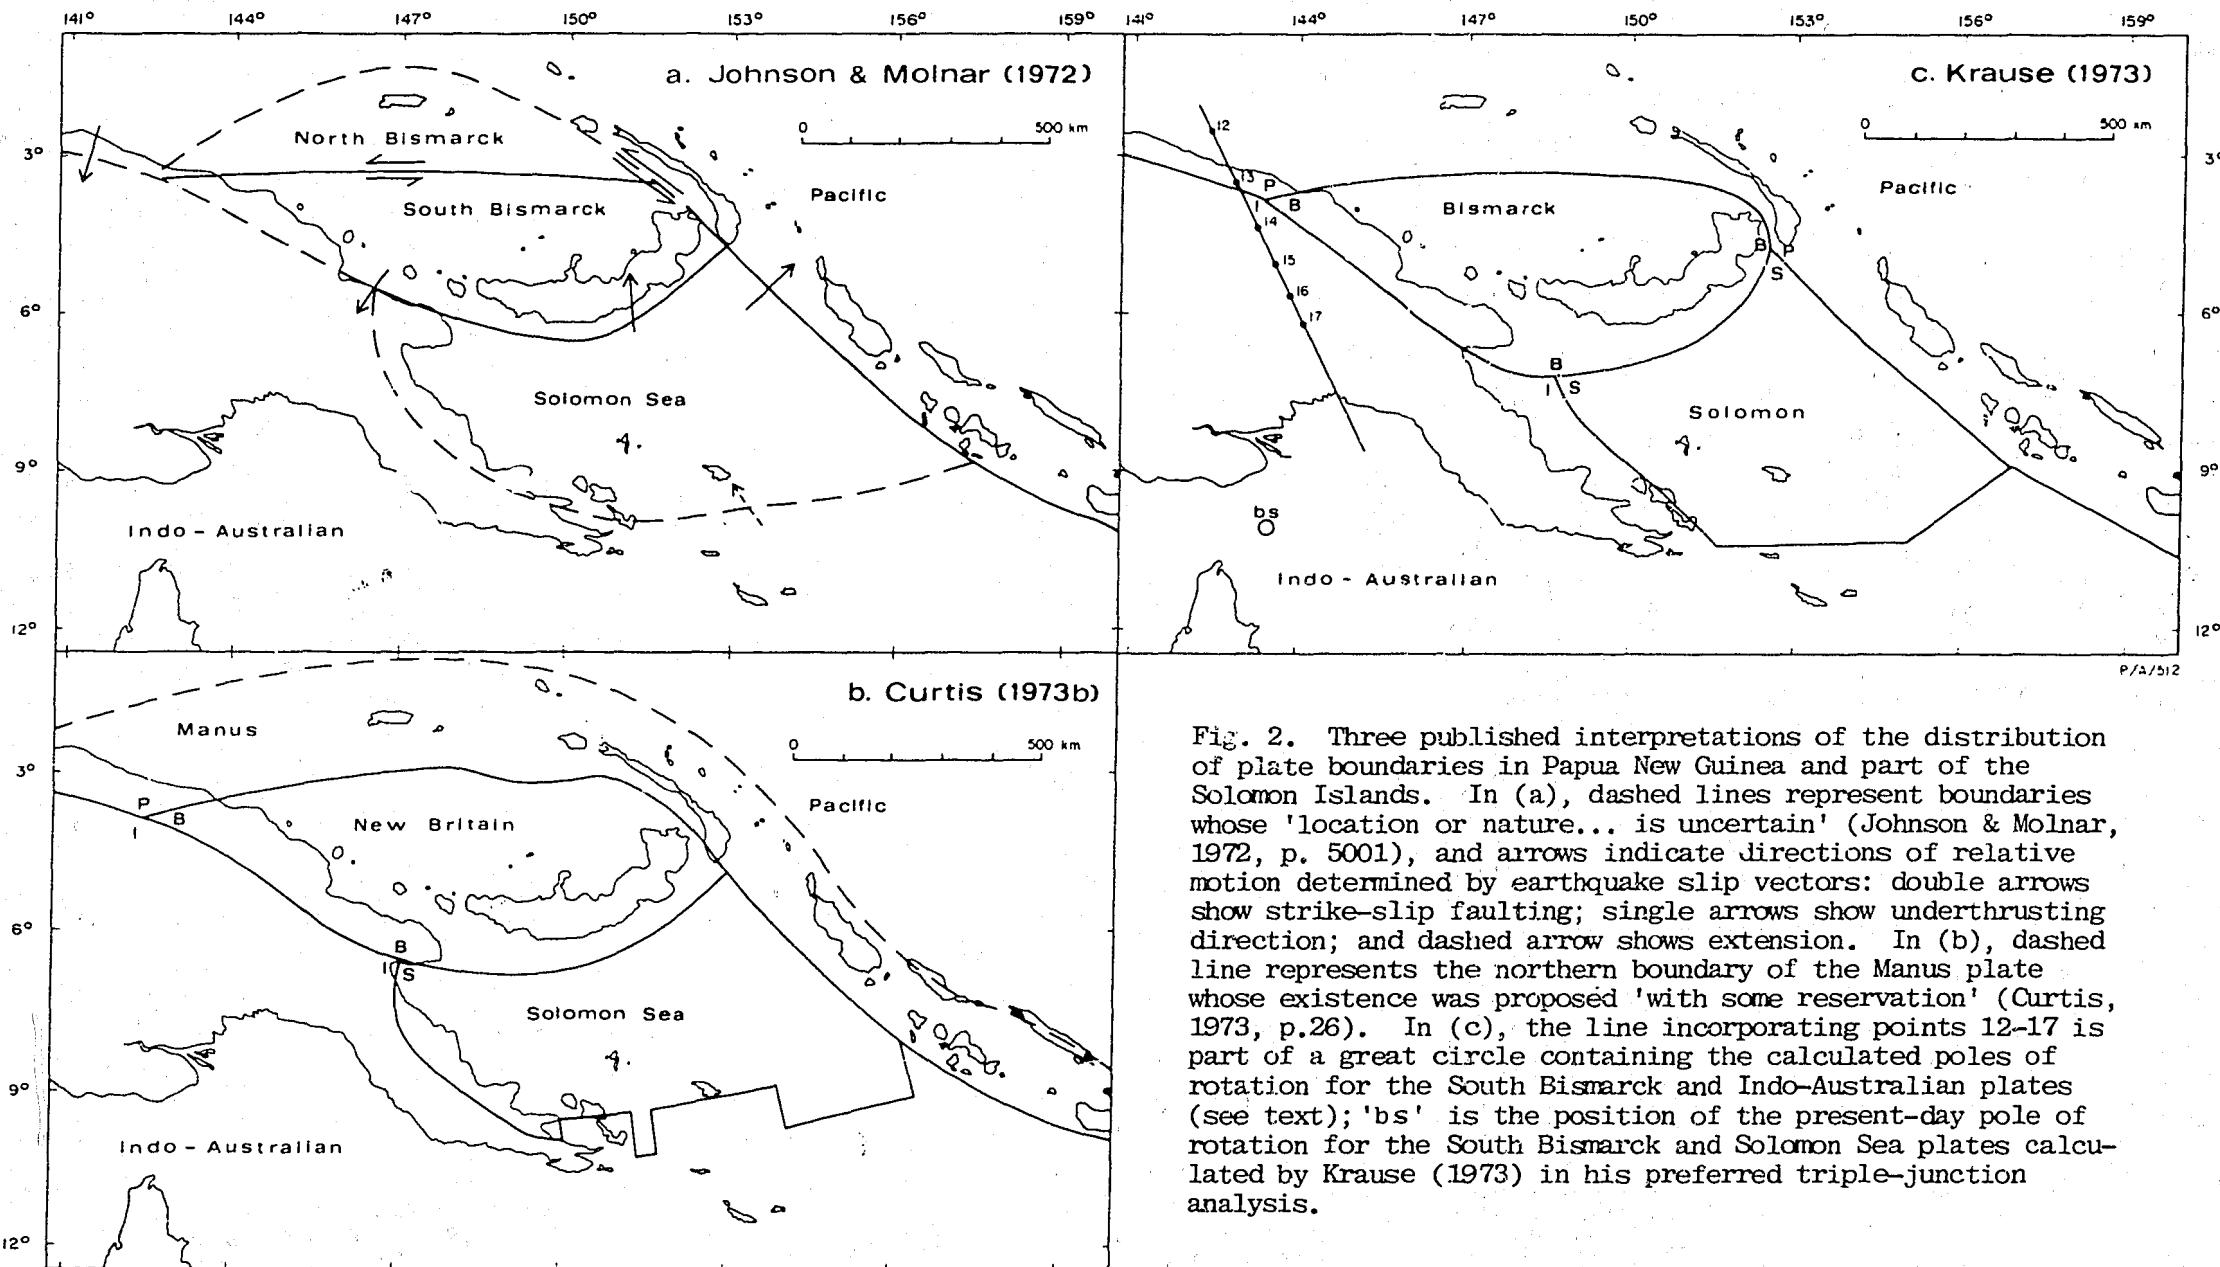 141° 144° 147° 150° 153° 156° 159° 141° 144° 147° 150° 153° 156° 159°
a. Johnson & Molnar (1972)
North Bismarck
0 500 km
3°
South Bismarck
Pacific
6°
Solomon Sea
9°
Indo - Australian
12°
c. Krause (1973)
0 500 km
12
13
P
I B
14
15
16
17
Bismarck
Pacific
B P
S
B
I S
Solomon
bs
Indo - Australian
3°
6°
9°
12°
P/A/512
b. Curtis (1973b)
Manus
0 500 km
3°
P
I B
New Britain
Pacific
6°
B
I S
Solomon Sea
9°
Indo - Australian
12°
Fig. 2. Three published interpretations of the distribution
of plate boundaries in Papua New Guinea and part of the
Solomon Islands. In (a), dashed lines represent boundaries
whose 'location or nature... is uncertain' (Johnson & Molnar,
1972, p. 5001), and arrows indicate directions of relative
motion determined by earthquake slip vectors: double arrows
show strike-slip faulting; single arrows show underthrusting
direction; and dashed arrow shows extension. In (b), dashed
line represents the northern boundary of the Manus plate
whose existence was proposed 'with some reservation' (Curtis,
1973, p.26). In (c), the line incorporating points 12-17 is
part of a great circle containing the calculated poles of
rotation for the South Bismarck and Indo-Australian plates
(see text); 'bs' is the position of the present-day pole of
rotation for the South Bismarck and Solomon Sea plates calcu-
lated by Krause (1973) in his preferred triple-junction
analysis.